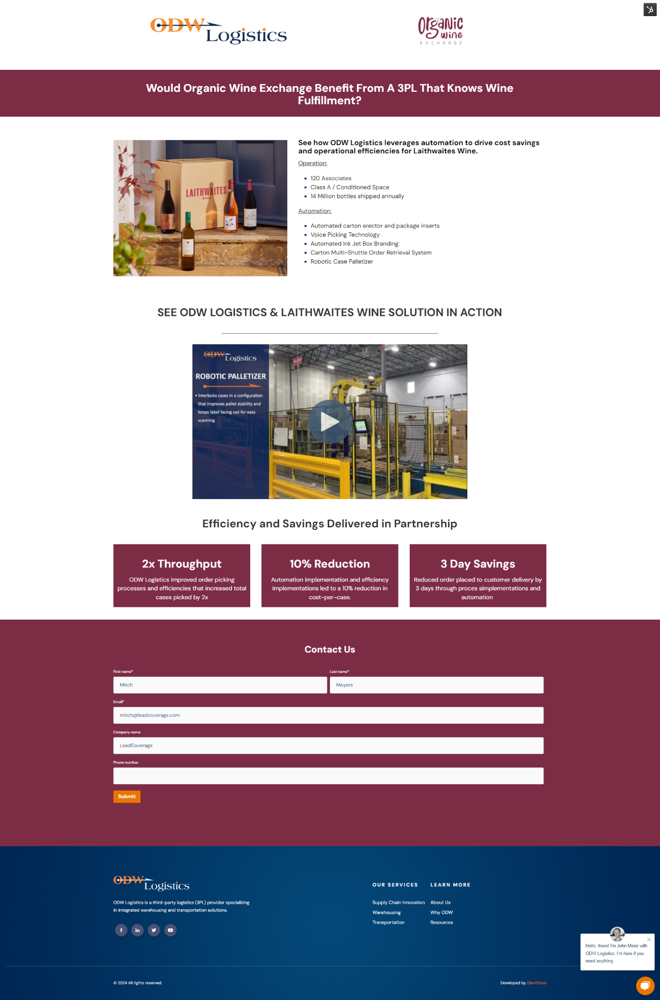 ODW Logistics
Organic
wine
EXCHANGE
Would Organic Wine Exchange Benefit From A 3PL That Knows Wine
Fulfillment?
See how ODW Logistics leverages automation to drive cost savings
and operational efficiencies for Laithwaites Wine.
Operation:
120 Associates
Class A / Conditioned Space
14 Million bottles shipped annually
Automation:
Automated carton erector and package inserts
Voice Picking Technology
Automated Ink Jet Box Branding:
Carton Multi-Shuttle Order Retrieval System
Robotic Case Palletizer
LAITHWAITES
WINE
SEE ODW LOGISTICS & LAITHWAITES WINE SOLUTION IN ACTION
ODW Logistics
ROBOTIC PALLETIZER
• Interlocks cases in a configuration
that improves pallet stability and
keeps label facing out for easy
scanning
Efficiency and Savings Delivered in Partnership
2x Throughput
ODW Logistics improved order picking
processes and efficiencies that increased total
cases picked by 2x
10% Reduction
Automation implementation and efficiency
implementations led to a 10% reduction in
cost-per-case.
3 Day Savings
Reduced order placed to customer delivery by
3 days through proces simplementations and
automation
Contact Us
First name*
Last name*
Mitch
Meyers
Email*
mitch@leadcoverage.com
Company name
LeadCoverage
Phone number
Submit
ODW Logistics
ODW Logistics is a third-party logistics (3PL) provider specializing
in integrated warehousing and transportation solutions.
OUR SERVICES
Supply Chain Innovation
Warehousing
Transportation
LEARN MORE
About Us
Why ODW
Resources
Hello, there! I'm John Meier with
ODW Logistics. I'm here if you
need anything.
© 2024 All rights reserved.
Developed by GiantFocal